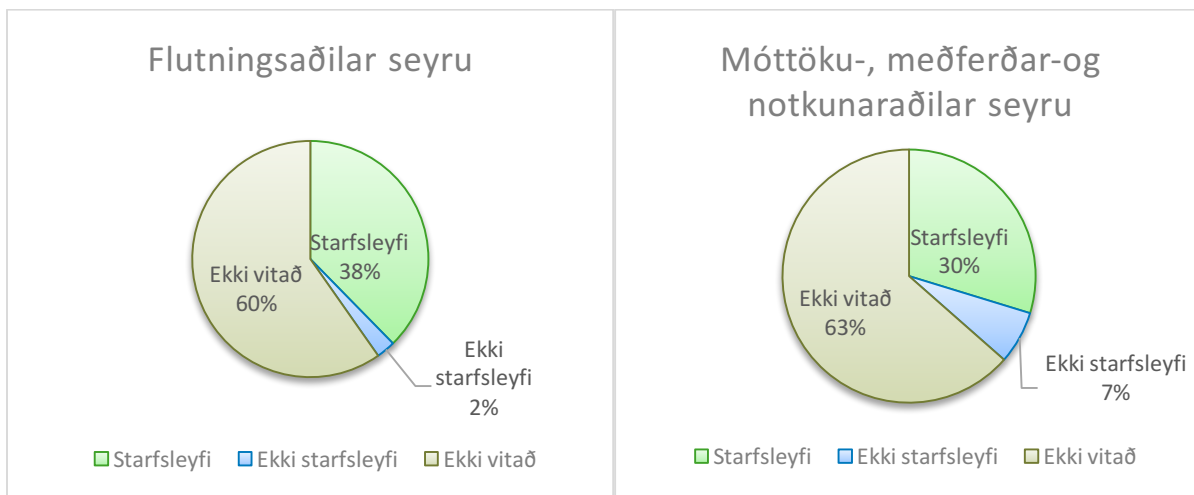 Flutningsaðilar seyru
Starfsleyfi
38%
Ekki vitað
60%
Ekki
starfsleyfi
2%
Starfsleyfi Ekki starfsleyfi Ekki vitað
Móttöku-, meðferðar-og
notkunaraðilar seyru
Starfsleyfi
30%
Ekki vitað
63%
Ekki starfsleyfi
7%
Starfsleyfi Ekki starfsleyfi Ekki vitað